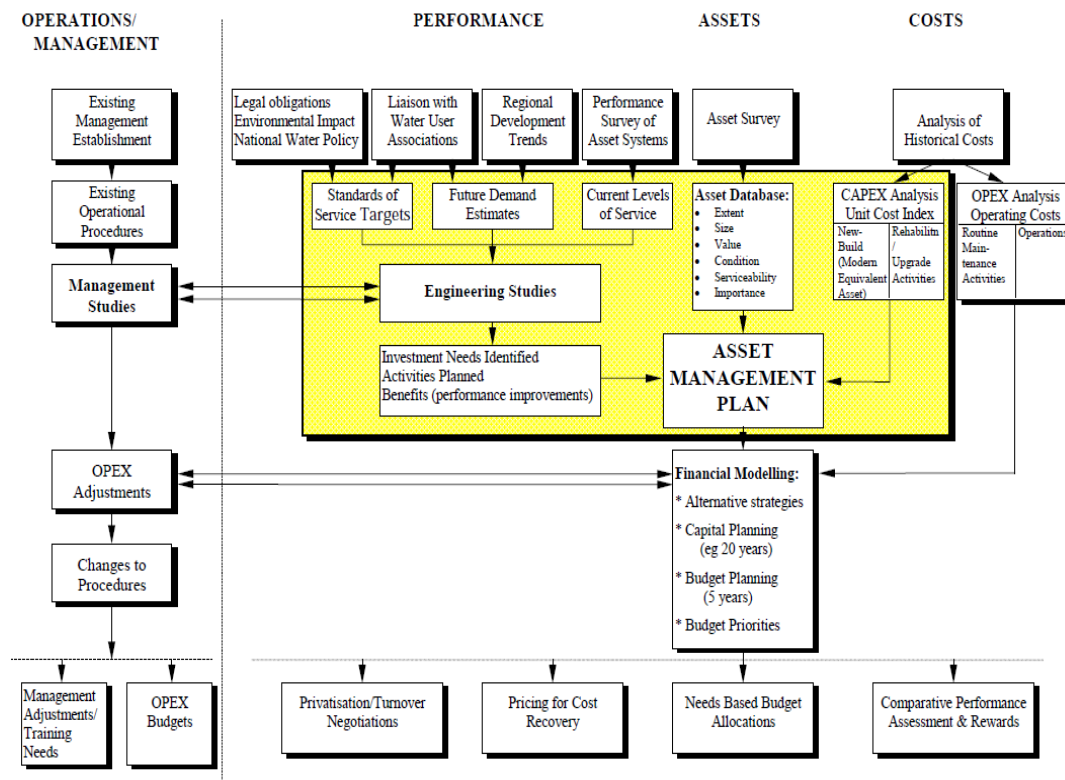 OPERATIONS/
MANAGEMENT
PERFORMANCE
ASSETS
COSTS
Existing
Management
Establishment
Legal obligations
Environmental Impact
National Water Policy
Liaison with
Water User
Associations
Regional
Development
Trends
Performance
Survey of
Asset Systems
Asset Survey
Analysis of
Historical Costs
Existing
Operational
Procedures
Standards of
Service Targets
Future Demand
Estimates
Current Levels
of Service
Asset Database:
• Extent
• Size
• Value
• Condition
• Serviceability
• Importance
CAPEX Analysis
Unit Cost Index
New-
Build
(Modern
Equivalent
Asset)
Rehabilitn
/
Upgrade
Activities
OPEX Analysis
Operating Costs
Routine
Main-
tenance
Activities
Operations
Management
Studies
Engineering Studies
Investment Needs Identified
Activities Planned
Benefits (performance improvements)
ASSET
MANAGEMENT
PLAN
OPEX
Adjustments
Financial Modelling:
* Alternative strategies
* Capital Planning
(eg 20 years)
* Budget Planning
(5 years)
* Budget Priorities
Changes to
Procedures
Management
Adjustments/
Training
Needs
OPEX
Budgets
Privatisation/Turnover
Negotiations
Pricing for Cost
Recovery
Needs Based Budget
Allocations
Comparative Performance
Assessment & Rewards